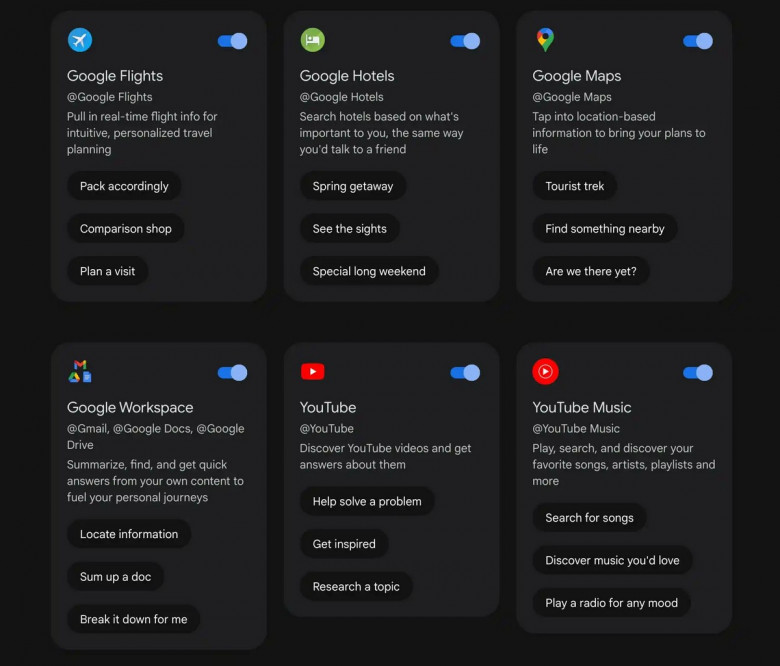 Google Flights
@Google Flights
Pull in real-time flight info for
intuitive, personalized travel
planning
Pack accordingly
Comparison shop
Plan a visit
Google Hotels
@Google Hotels
Search hotels based on what's
important to you, the same way
you'd talk to a friend
Spring getaway
See the sights
Special long weekend
Google Maps
@Google Maps
Tap into location-based
information to bring your plans to
life
Tourist trek
Find something nearby
Are we there yet?
Google Workspace
@Gmail, @Google Docs, @Google
Drive
Summarize, find, and get quick
answers from your own content to
fuel your personal journeys
Locate information
Sum up a doc
Break it down for me
YouTube
@YouTube
Discover YouTube videos and get
answers about them
Help solve a problem
Get inspired
Research a topic
YouTube Music
@YouTube Music
Play, search, and discover your
favorite songs, artists, playlists and
more
Search for songs
Discover music you'd love
Play a radio for any mood